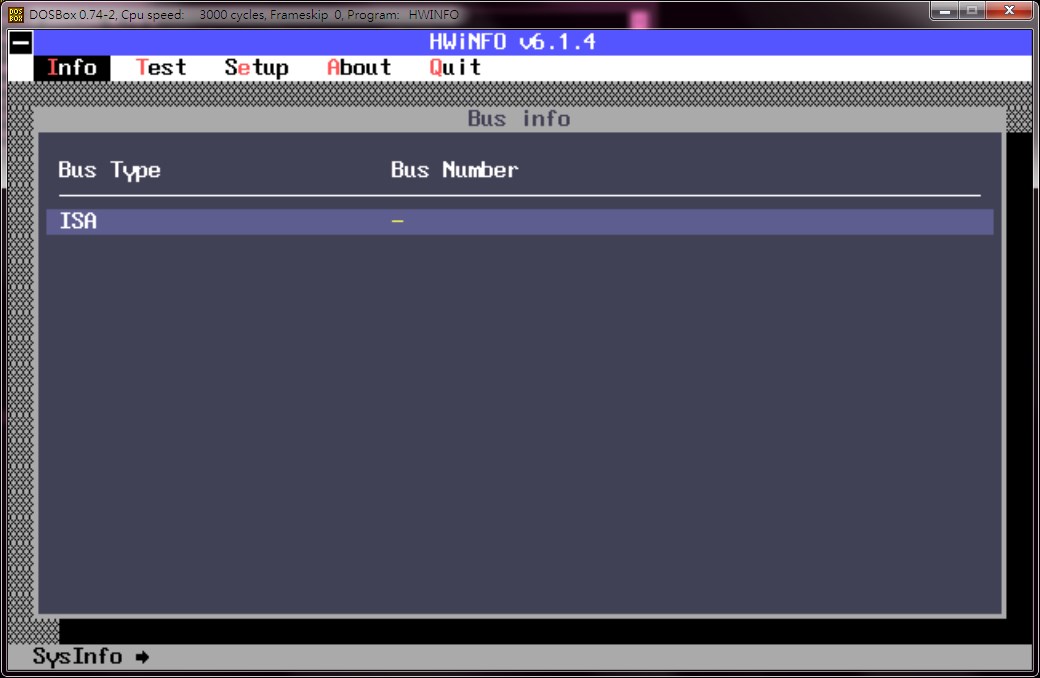 DOSBox 0.74-2, Cpu speed: 3000 cycles, Frameskip 0, Program: HWINFO
HWiNFO v6.1.4
Info Test Setup About Quit
Bus info
Bus Type Bus Number
ISA -
SysInfo ➨